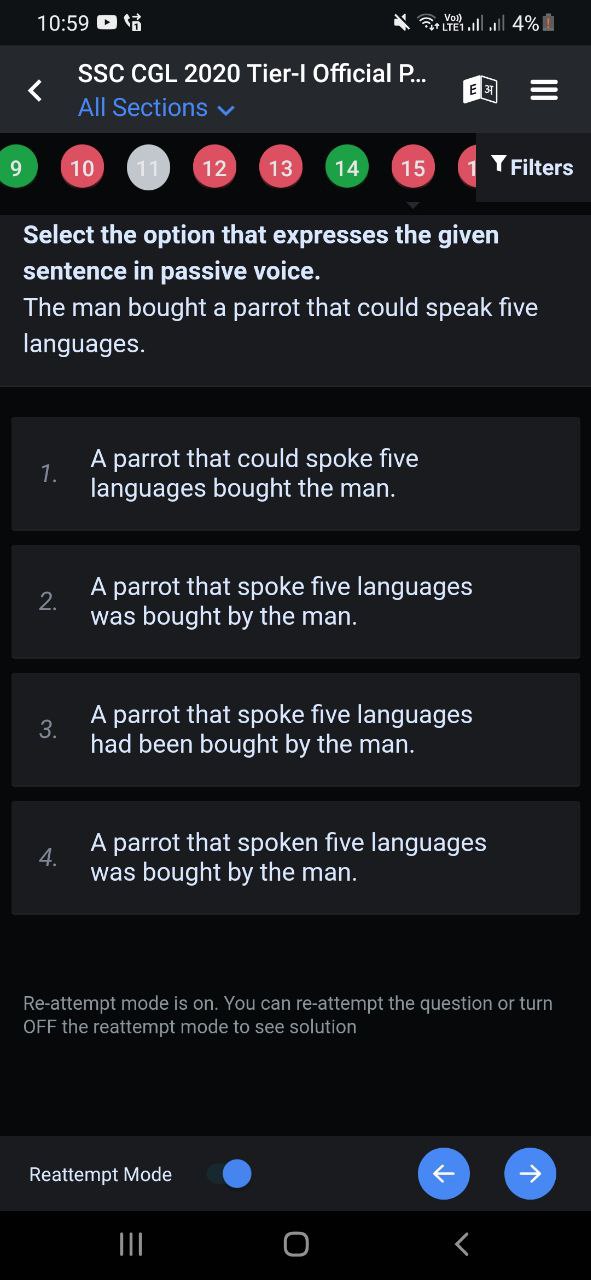 10:59
Vo))
LTE1
4%
SSC CGL 2020 Tier-I Official P...
All Sections
E अ
9 10 11 12 13 14 15 1
Filters
Select the option that expresses the given
sentence in passive voice.
The man bought a parrot that could speak five
languages.
1. A parrot that could spoke five
languages bought the man.
2. A parrot that spoke five languages
was bought by the man.
3. A parrot that spoke five languages
had been bought by the man.
4. A parrot that spoken five languages
was bought by the man.
Re-attempt mode is on. You can re-attempt the question or turn
OFF the reattempt mode to see solution
Reattempt Mode